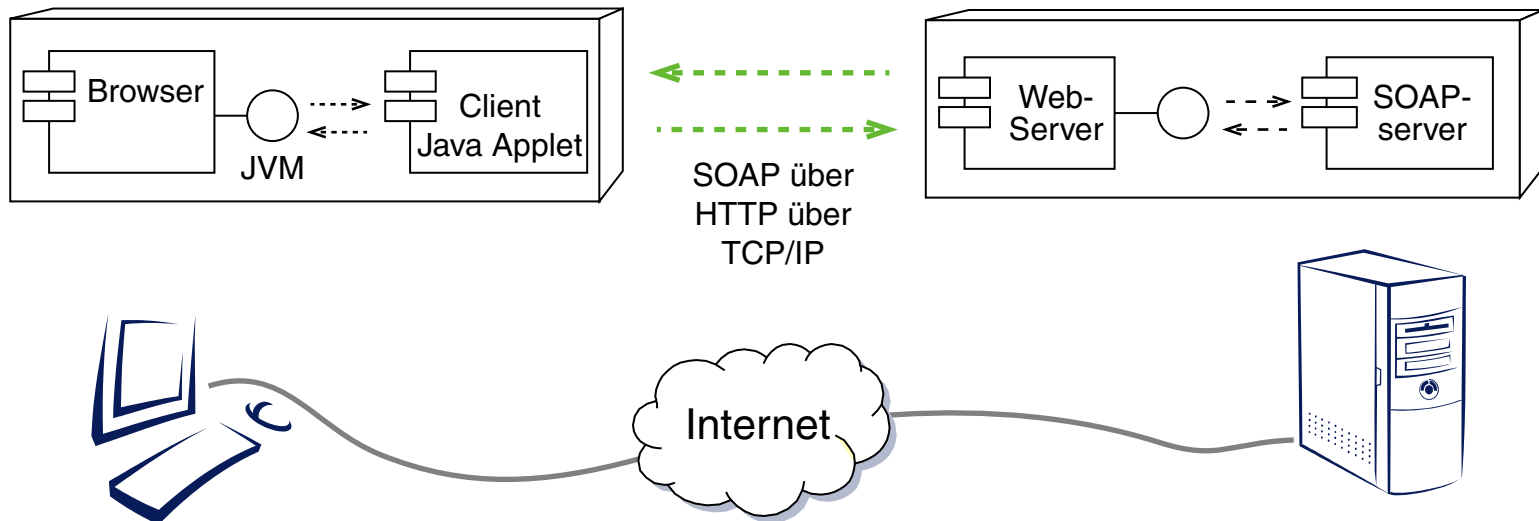 Browser
JVM
Client
Java Applet
SOAP über
HTTP über
TCP/IP
Web-
Server
SOAP-
server
Internet